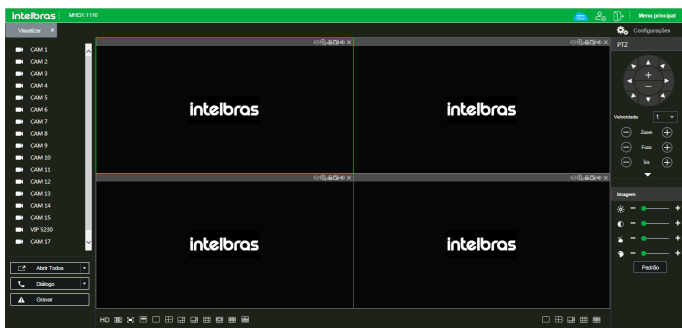 intelbras MHDX 1116 Menu principal
Visualizar × Configurações
CAM 1
CAM 2
CAM 3
CAM 4
CAM 5
CAM 6
CAM 7
CAM 8
CAM 9
CAM 10
CAM 11
CAM 12
CAM 13
CAM 14
CAM 15
VIP 5230
CAM 17
Abrir Todos
Diálogo
Gravar
intelbras
intelbras
intelbras
intelbras
HD
PTZ
Velocidade 1
Zoom
Foco
Íris
Imagem
Padrão